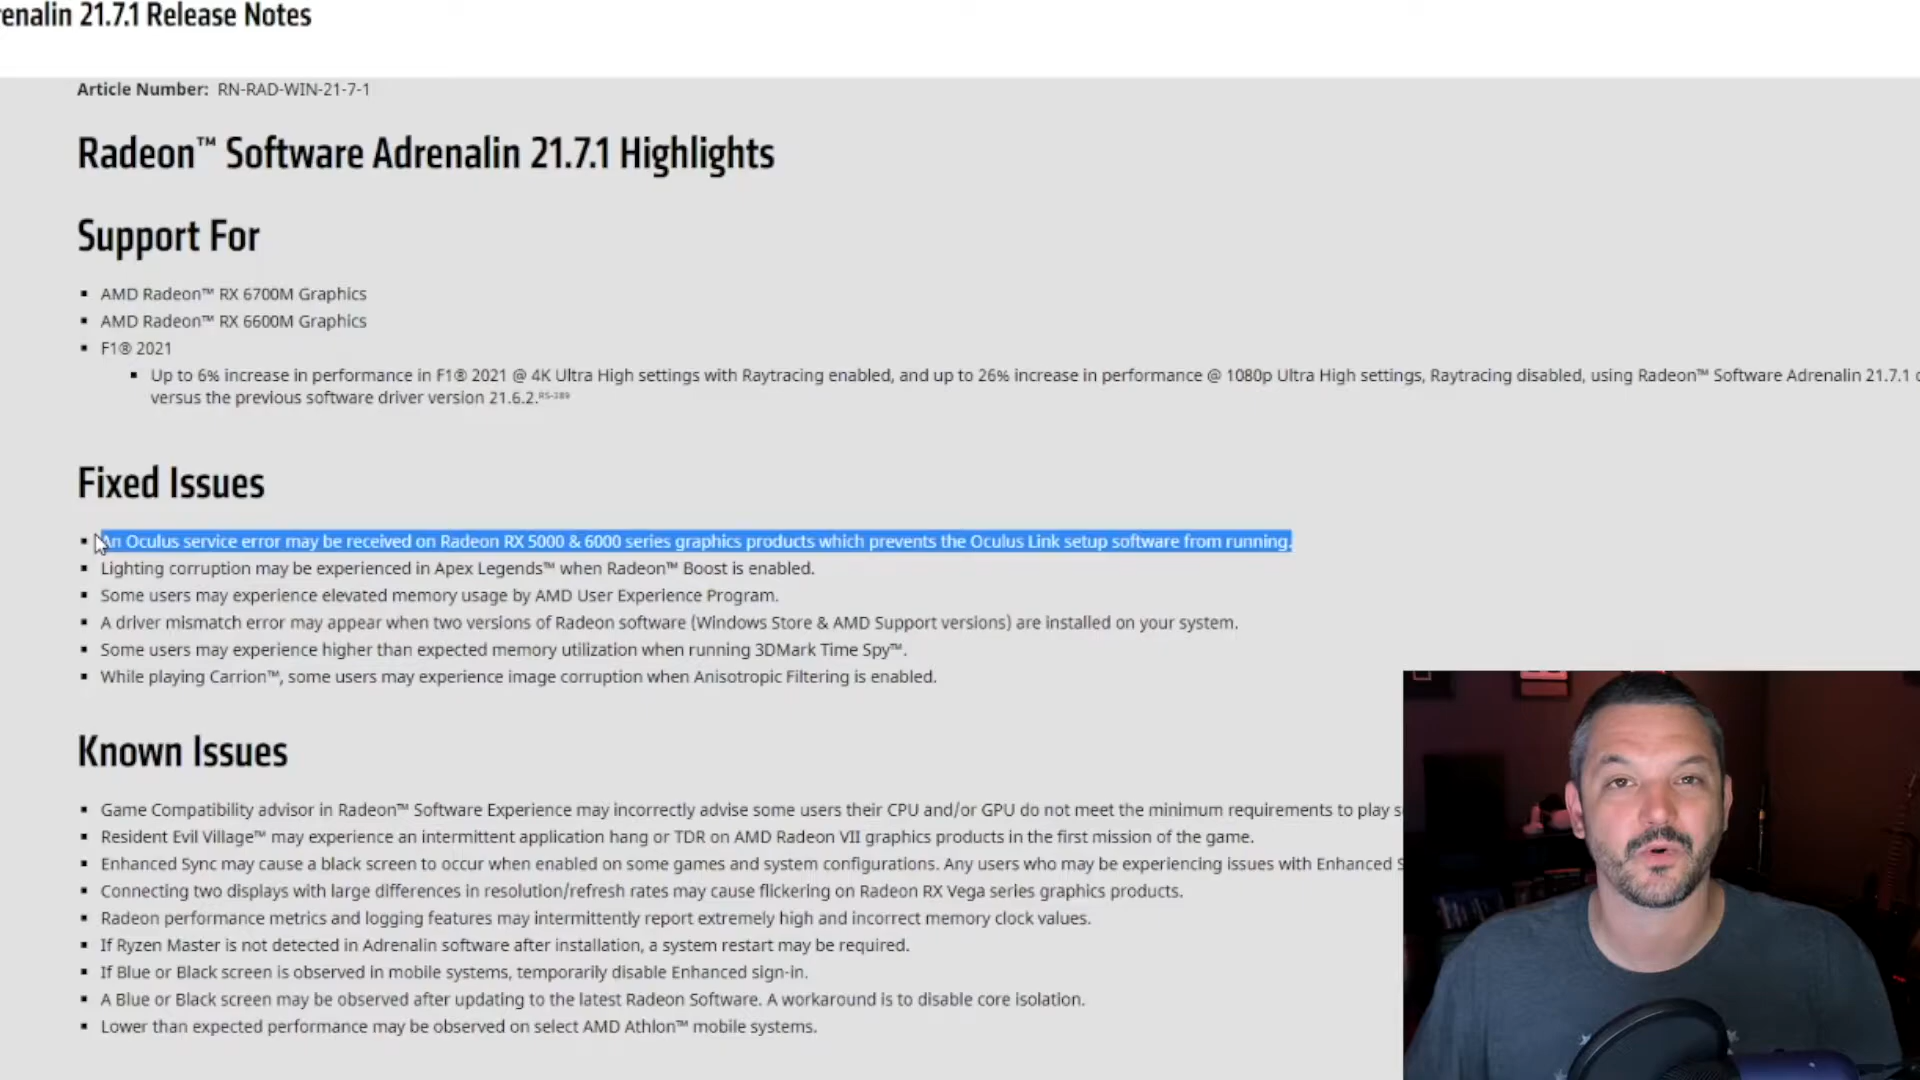 enalin 21.7.1 Release Notes
Article Number: RN-RAD-WIN-21-7-1
Radeon™ Software Adrenalin 21.7.1 Highlights
Support For
▪ AMD Radeon™ RX 6700M Graphics
▪ AMD Radeon™ RX 6600M Graphics
▪ F1® 2021
▪ Up to 6% increase in performance in F1® 2021 @ 4K Ultra High settings with Raytracing enabled, and up to 26% increase in performance @ 1080p Ultra High settings, Raytracing disabled, using Radeon™ Software Adrenalin 21.7.1
versus the previous software driver version 21.6.2.RS-389
Fixed Issues
▪ An Oculus service error may be received on Radeon RX 5000 & 6000 series graphics products which prevents the Oculus Link setup software from running.
▪ Lighting corruption may be experienced in Apex Legends™ when Radeon™ Boost is enabled.
▪ Some users may experience elevated memory usage by AMD User Experience Program.
▪ A driver mismatch error may appear when two versions of Radeon software (Windows Store & AMD Support versions) are installed on your system.
▪ Some users may experience higher than expected memory utilization when running 3DMark Time Spy™.
▪ While playing Carrion™, some users may experience image corruption when Anisotropic Filtering is enabled.
Known Issues
▪ Game Compatibility advisor in Radeon™ Software Experience may incorrectly advise some users their CPU and/or GPU do not meet the minimum requirements to play
▪ Resident Evil Village™ may experience an intermittent application hang or TDR on AMD Radeon VII graphics products in the first mission of the game.
▪ Enhanced Sync may cause a black screen to occur when enabled on some games and system configurations. Any users who may be experiencing issues with Enhanced
▪ Connecting two displays with large differences in resolution/refresh rates may cause flickering on Radeon RX Vega series graphics products.
▪ Radeon performance metrics and logging features may intermittently report extremely high and incorrect memory clock values.
▪ If Ryzen Master is not detected in Adrenalin software after installation, a system restart may be required.
▪ If Blue or Black screen is observed in mobile systems, temporarily disable Enhanced sign-in.
▪ A Blue or Black screen may be observed after updating to the latest Radeon Software. A workaround is to disable core isolation.
▪ Lower than expected performance may be observed on select AMD Athlon™ mobile systems.